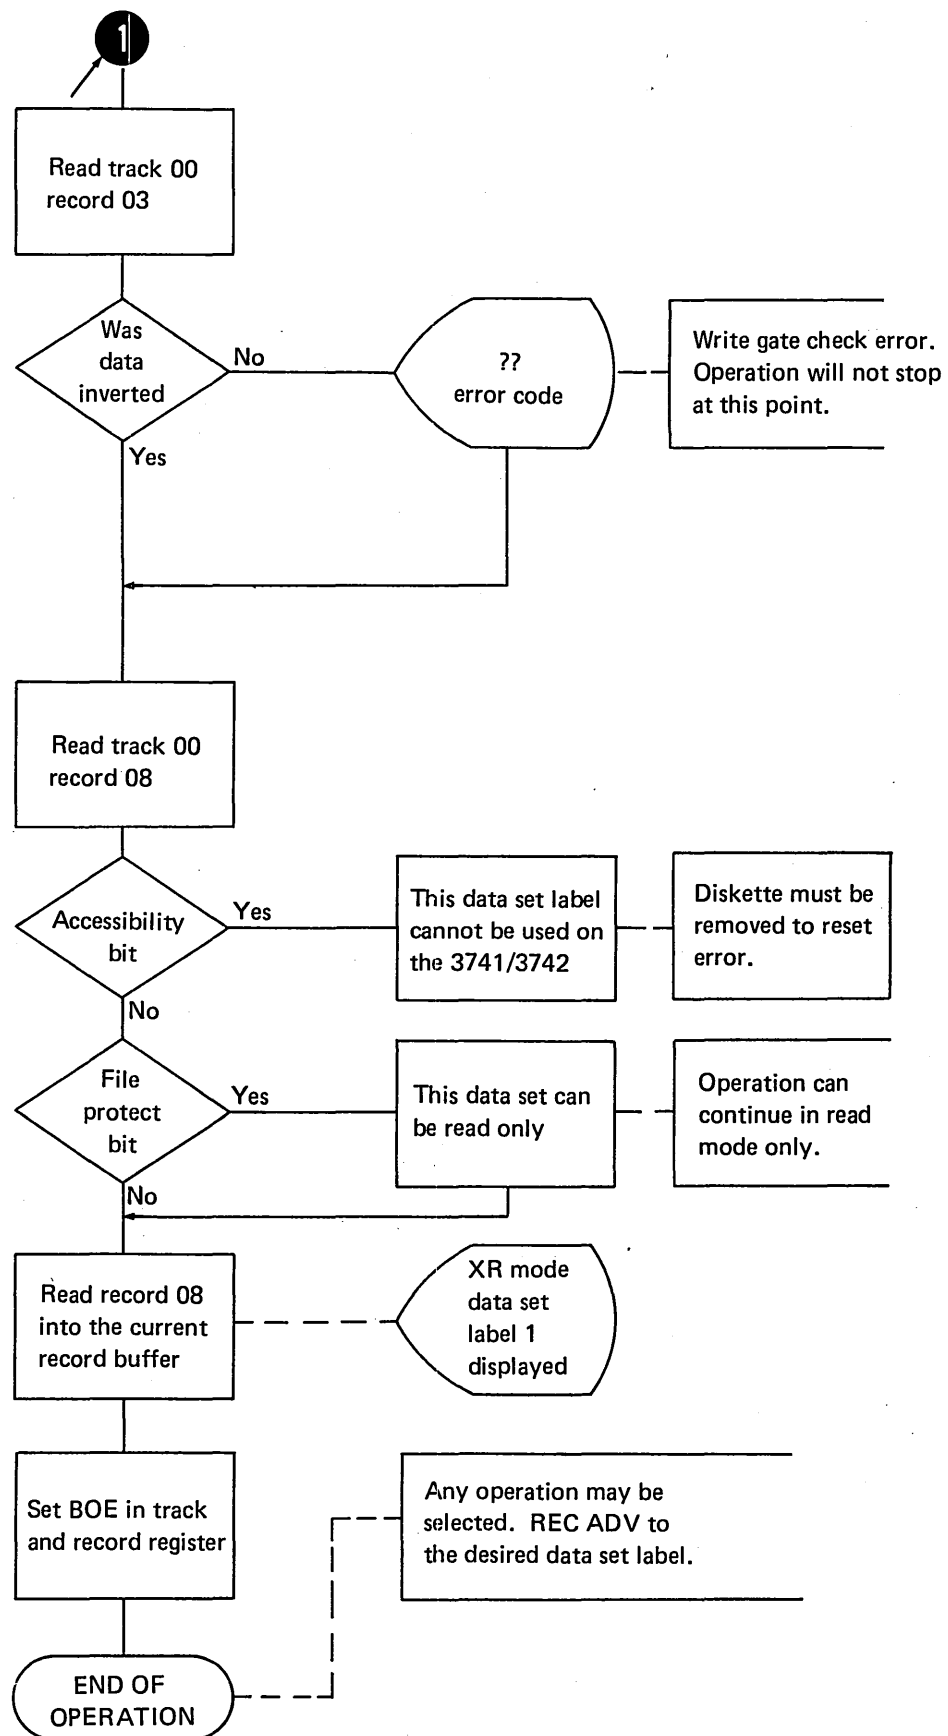 1
Read track 00
record 03
Was
data
inverted
No
Yes
??
error code
Write gate check error.
Operation will not stop
at this point.
Read track 00
record 08
Accessibility
bit
Yes
No
This data set label
cannot be used on
the 3741/3742
Diskette must be
removed to reset
error.
File
protect
bit
Yes
No
This data set can
be read only
Operation can
continue in read
mode only.
Read record 08
into the current
record buffer
XR mode
data set
label 1
displayed
Set BOE in track
and record register
Any operation may be
selected. REC ADV to
the desired data set label.
END OF
OPERATION